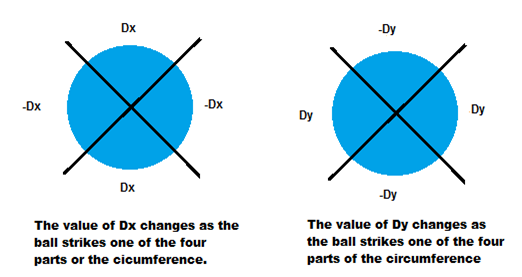 Dx
-Dx
-Dx
Dx
The value of Dx changes as the
ball strikes one of the four
parts or the cicumference.
-Dy
Dy
Dy
-Dy
The value of Dy changes as
the ball strikes one of the four
parts of the circumference